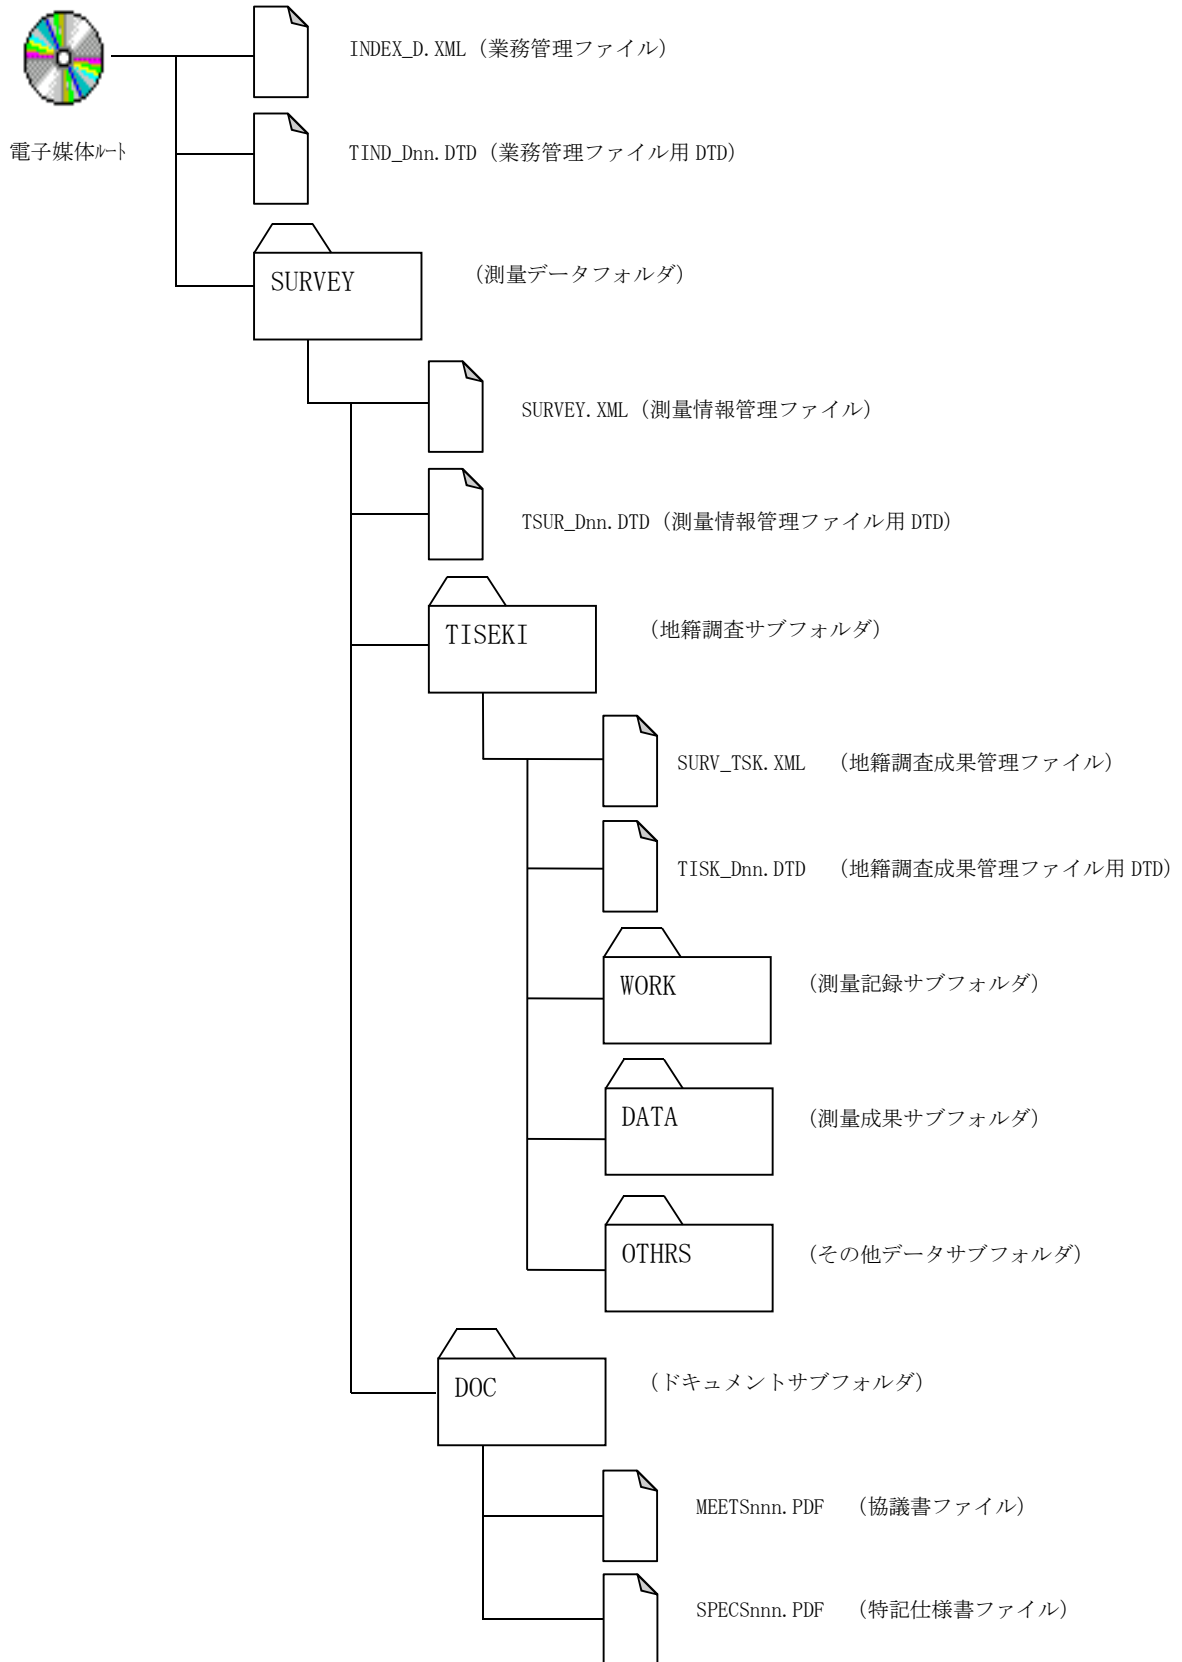 INDEX_D.XML（業務管理ファイル）
電子媒体ﾙｰﾄ
TIND_Dnn.DTD（業務管理ファイル用 DTD）
SURVEY
（測量データフォルダ）
SURVEY.XML（測量情報管理ファイル）
TSUR_Dnn.DTD（測量情報管理ファイル用 DTD）
TISEKI
（地籍調査サブフォルダ）
SURV_TSK.XML （地籍調査成果管理ファイル）
TISK_Dnn.DTD （地籍調査成果管理ファイル用 DTD）
WORK
（測量記録サブフォルダ）
DATA
（測量成果サブフォルダ）
OTHRS
（その他データサブフォルダ）
DOC
（ドキュメントサブフォルダ）
MEETSnnn.PDF （協議書ファイル）
SPECSnnn.PDF （特記仕様書ファイル）